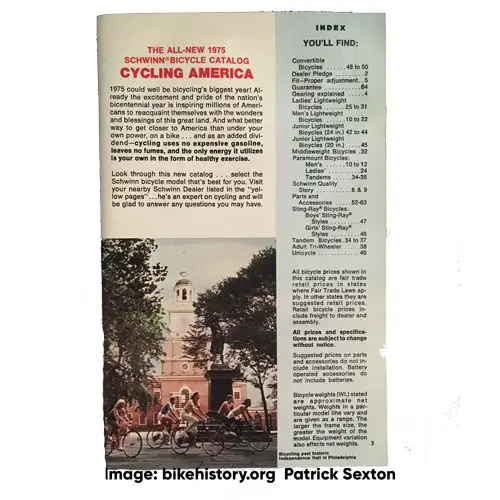 THE ALL-NEW 1975
SCHWINN® BICYCLE CATALOG
CYCLING AMERICA
1975 could well be bicycling's biggest year! Al-
ready the excitement and pride of the nation's
bicentennial year is inspiring millions of Ameri-
cans to reacquaint themselves with the wonders
and blessings of this great land. And what better
way to get closer to America than under your
own power, on a bike . . . and as an added divi-
dend—cycling uses no expensive gasoline,
leaves no fumes, and the only energy it utilizes
is your own in the form of healthy exercise.
Look through this new catalog . . . select the
Schwinn bicycle model that's best for you. Visit
your nearby Schwinn Dealer listed in the "yel-
low pages" . . . he's an expert on cycling and will
be glad to answer any questions you may have.
INDEX
YOU'LL FIND:
Convertible
Bicycles ......48 to 50
Dealer Pledge .........2
Fit—Proper adjustment ..5
Guarantee ...........64
Gearing explained .....4
Ladies' Lightweight
Bicycles .......25 to 31
Men's Lightweight
Bicycles .......10 to 22
Junior Lightweight
Bicycles (24 in.) 42 to 44
Junior Lightweight
Bicycles (20 in.) .....45
Middleweight Bicycles .32
Paramount Bicycles:
Men's .......10 to 12
Ladies' ...........24
Tandems ......34-35
Schwinn Quality
Story ..........8 & 9
Parts and
Accessories .....52-63
Sting-Ray® Bicycles:
Boys' Sting-Ray®
Styles .........47
Girls' Sting-Ray®
Styles .........46
Tandem Bicycles .34 to 37
Adult Tri-Wheeler .....38
Unicycle .............40
All bicycle prices shown in
this catalog are fair trade
retail prices in states
where Fair Trade Laws ap-
ply. In other states they are
suggested retail prices.
Retail bicycle prices in-
clude freight to dealer and
assembly.
All prices and specifica-
tions are subject to change
without notice.
Suggested prices on parts
and accessories do not in-
clude installation. Battery
operated accessories do
not include batteries.
Bicycle weights (Wt.) stated
are approximate net
weights. Weights in a par-
ticular model like vary and
are given as a range. The
larger the frame size, the
greater the weight of the
model. Equipment variation
also affects net weights.
3
Bicycling past historic
Independence Hall in Philadelphia
Image: bikehistory.org Patrick Sexton